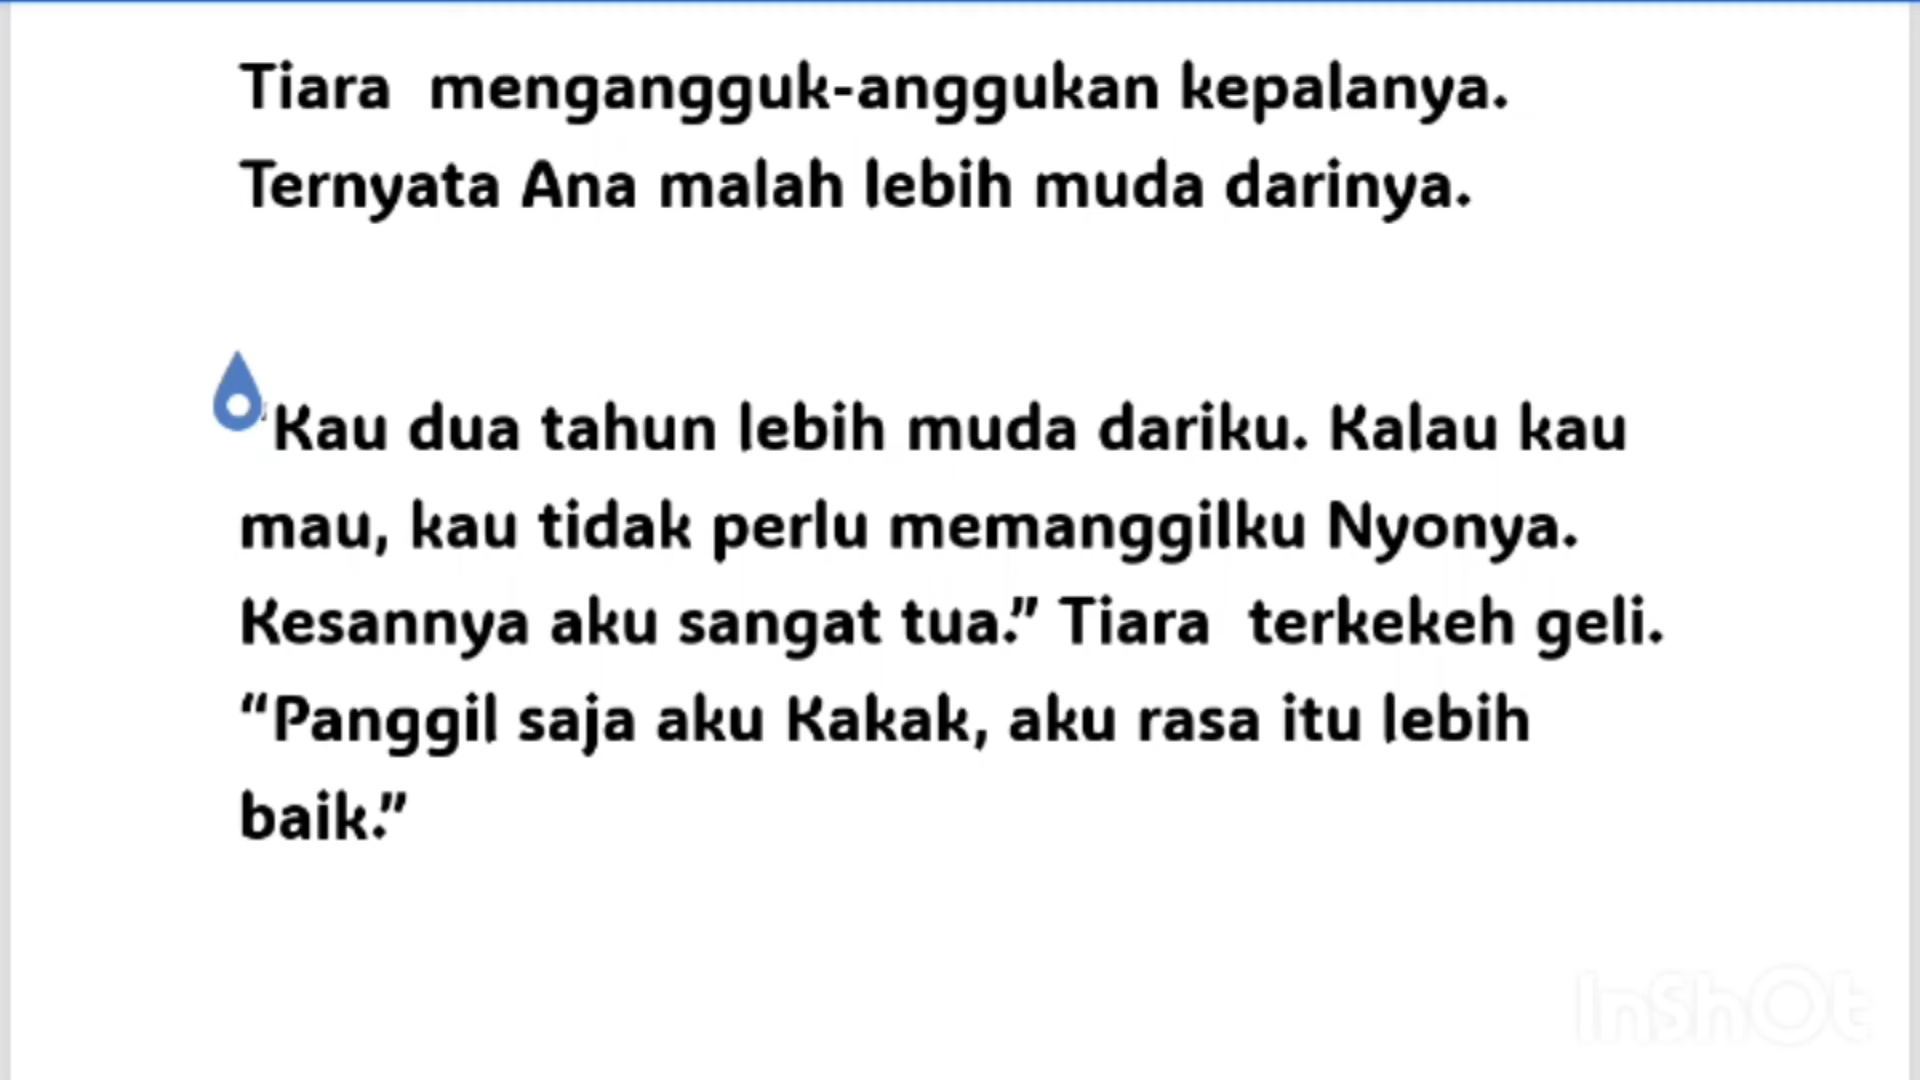 Tiara  mengangguk-anggukan kepalanya.
Ternyata Ana malah lebih muda darinya.
“Kau dua tahun lebih muda dariku. Kalau kau
mau, kau tidak perlu memanggilku Nyonya.
Kesannya aku sangat tua.” Tiara  terkekeh geli.
“Panggil saja aku Kakak, aku rasa itu lebih
baik.”
InShOt